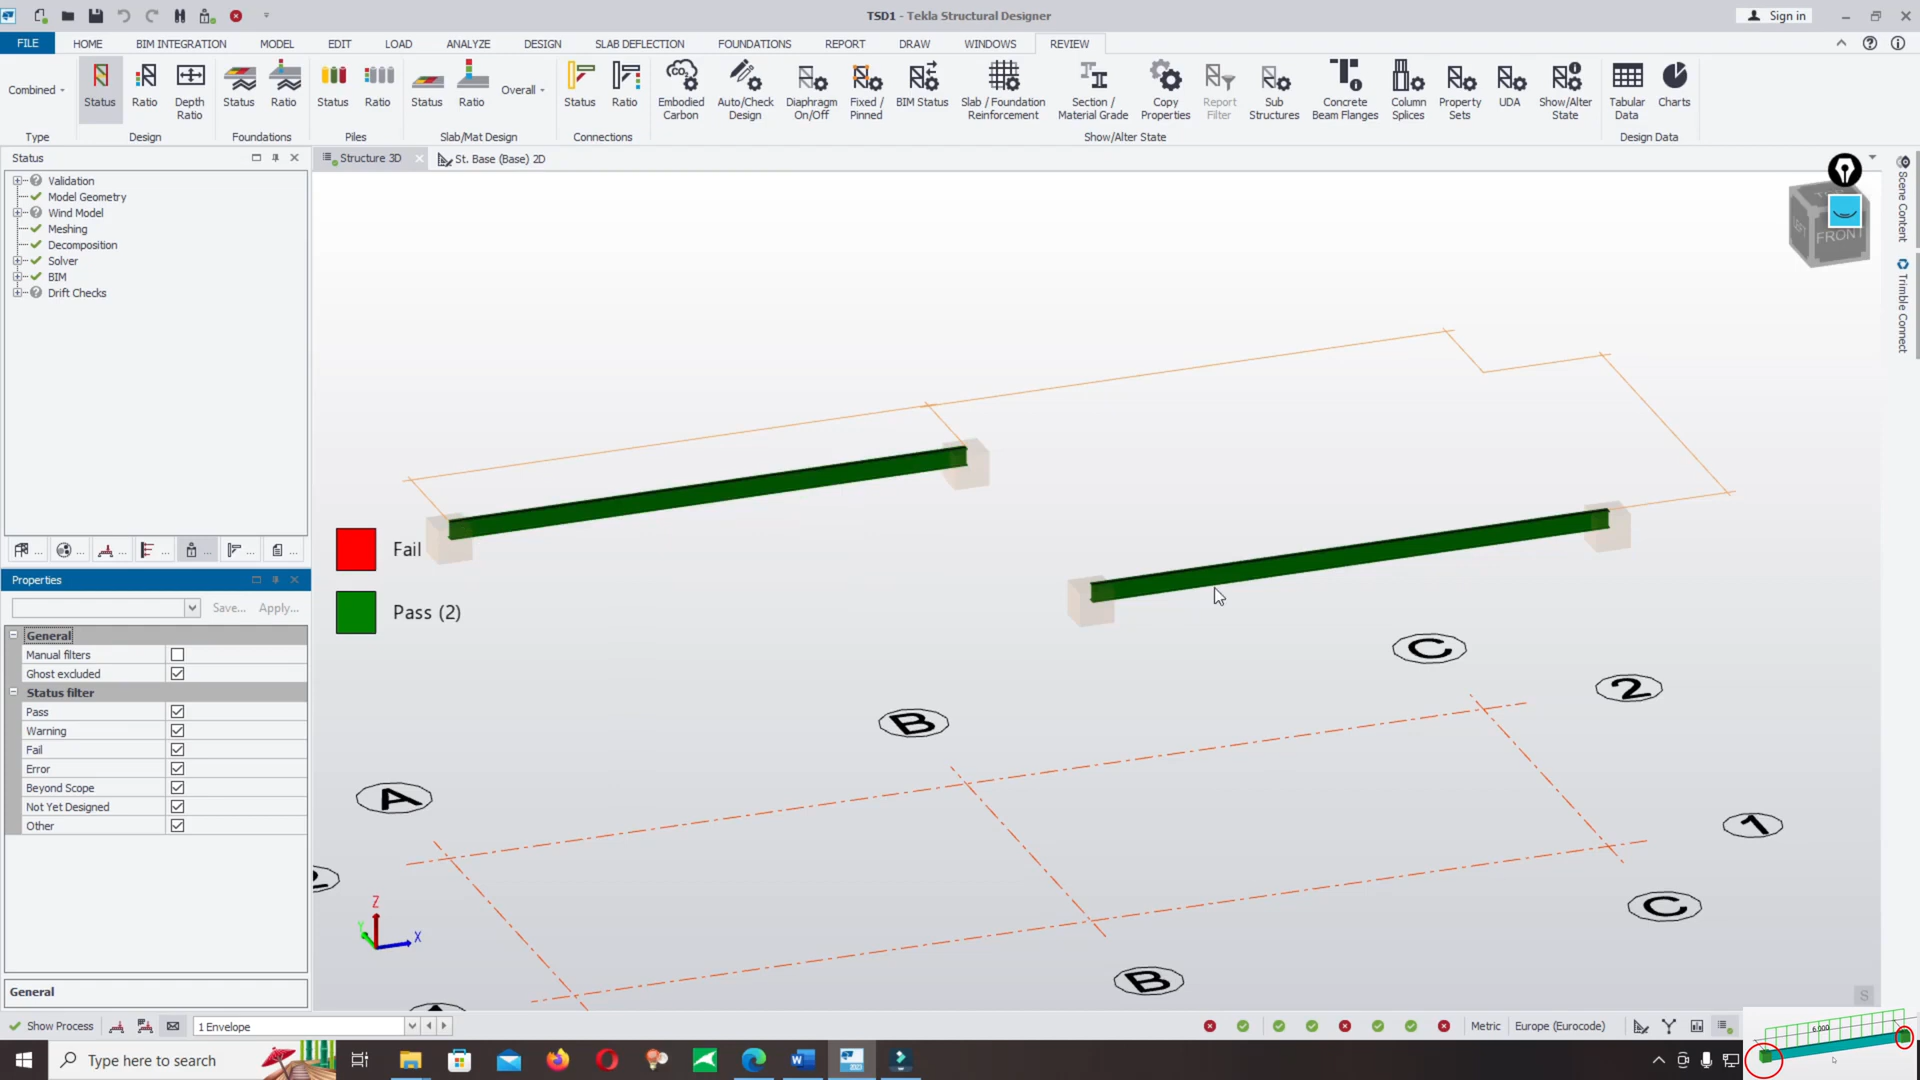 TSD1 - Tekla Structural Designer
Sign in
FILE
HOME
BIM INTEGRATION
MODEL
EDIT
LOAD
ANALYZE
DESIGN
SLAB DEFLECTION
FOUNDATIONS
REPORT
DRAW
WINDOWS
REVIEW
Combined
Status
Ratio
Depth
Ratio
Status
Ratio
Status
Ratio
Status
Ratio
Overall
Status
Ratio
CO2
Embodied
Carbon
Auto/Check
Design
Diaphragm
On/Off
Fixed /
Pinned
BIM Status
Slab / Foundation
Reinforcement
Section /
Material Grade
Copy
Properties
Report
Filter
Sub
Structures
Concrete
Beam Flanges
Column
Splices
Property
Sets
UDA
Show/Alter
State
Tabular
Data
Charts
Type
Design
Foundations
Piles
Slab/Mat Design
Connections
Show/Alter State
Design Data
Status
Validation
Model Geometry
Wind Model
Meshing
Decomposition
Solver
BIM
Drift Checks
Properties
Save...
Apply...
General
Manual filters
Ghost excluded
Status filter
Pass
Warning
Fail
Error
Beyond Scope
Not Yet Designed
Other
General
Structure 3D
St. Base (Base) 2D
FRONT
Scene Content
Trimble Connect
Fail
Pass (2)
C
2
B
A
1
C
B
Z
Y
X
S
6.000
Show Process
1 Envelope
Metric
Europe (Eurocode)
Type here to search